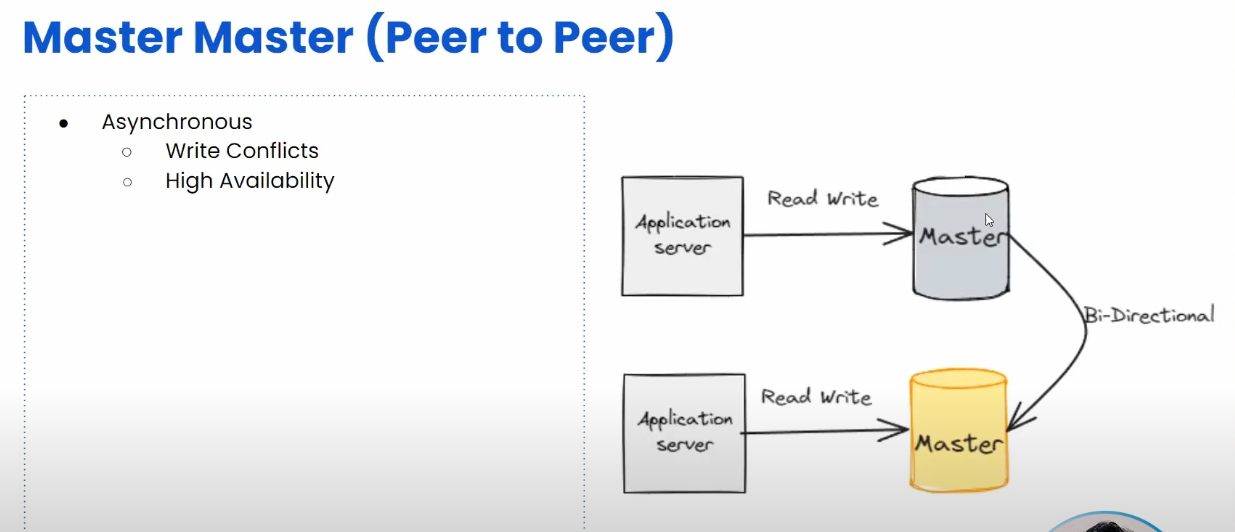 Master Master (Peer to Peer)
Asynchronous
Write Conflicts
High Availability
Application
server
Read Write
Master
Bi-Directional
Application
server
Read Write
Master